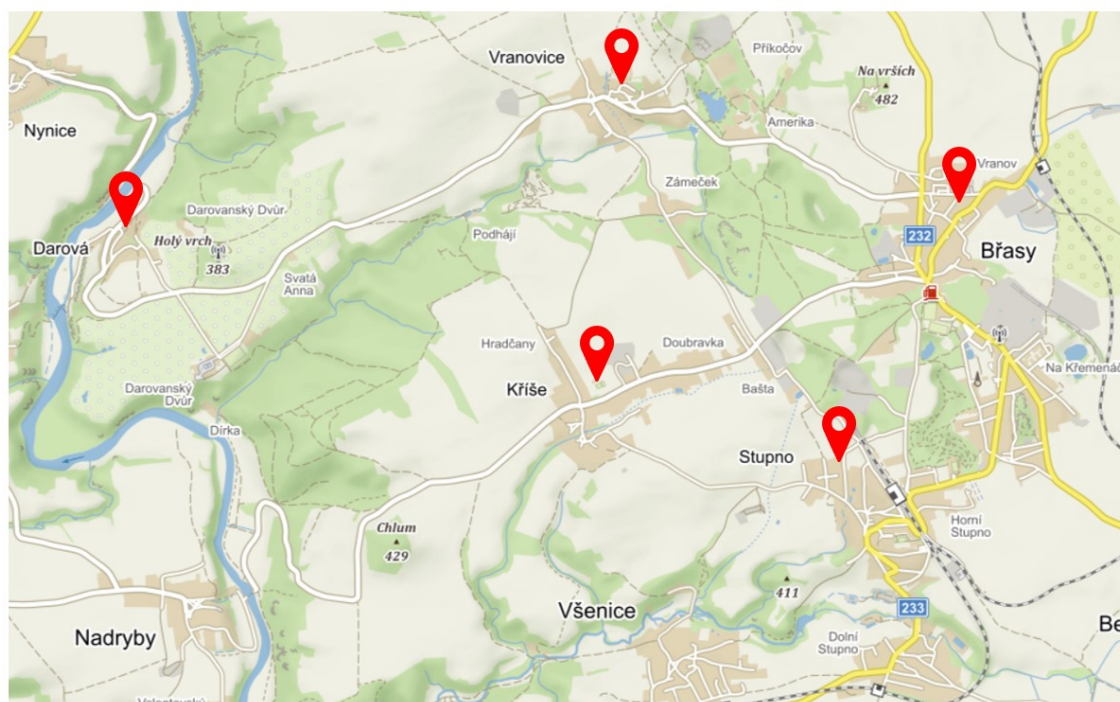 Vranovice
Příkočov
Na vrších
482
Nynice
Amerika
Vranov
Zámeček
Darovanský Dvůr
Podhájí
232
Darová
Holý vrch
383
Břasy
Svatá
Anna
Hradčany
Doubravka
Na Křemenáč
Darovanský
Dvůr
Kříše
Bašta
Dírka
Stupno
Chlum
429
Horní
Stupno
411
Všenice
233
Nadryby
Dolní
Stupno
Be